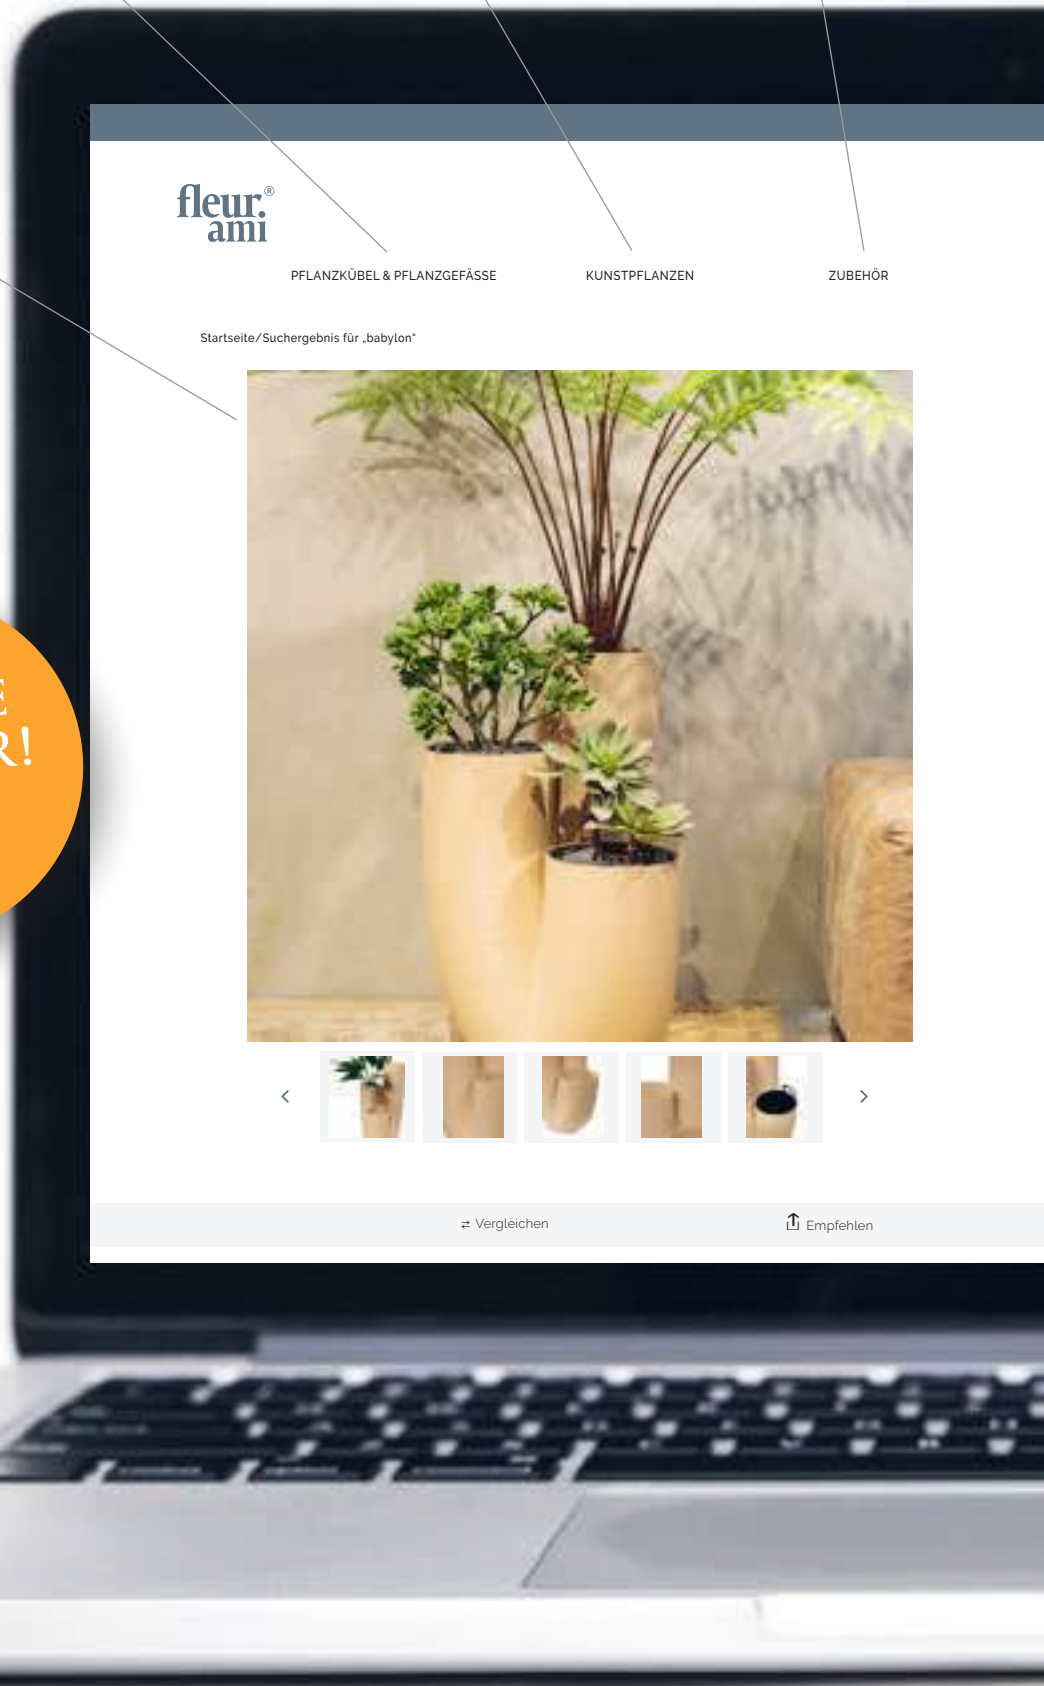 fleur.®
ami
PFLANZKÜBEL & PFLANZGEFÄSSE
KUNSTPFLANZEN
ZUBEHÖR
Startseite/Suchergebnis für „babylon“
R!
Vergleichen
Empfehlen